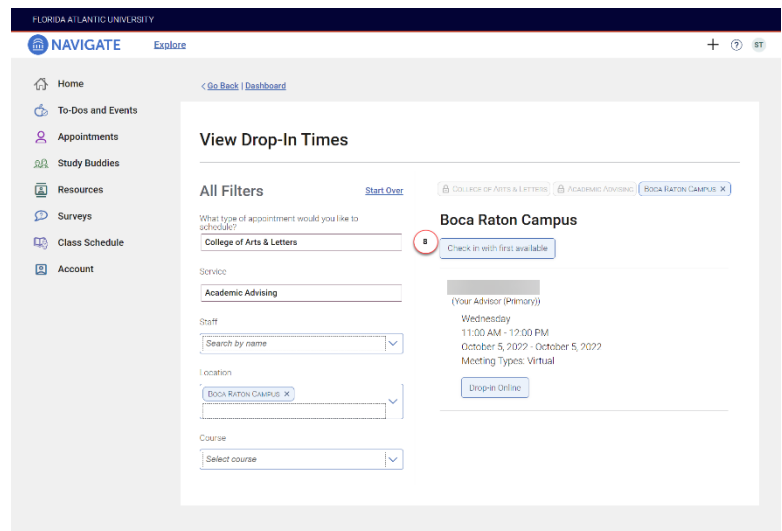 FLORIDA ATLANTIC UNIVERSITY
NAVIGATE Explore ST
Home
To-Dos and Events
Appointments
Study Buddies
Resources
Surveys
Class Schedule
Account
Go Back | Dashboard
View Drop-In Times
All Filters Start Over
What type of appointment would you like to
schedule?
College of Arts & Letters
Service
Academic Advising
Staff
Search by name
Location
BOCA RATON CAMPUS X
Course
Select course
COLLEGE OF ARTS & LETTERS ACADEMIC ADVISING BOCA RATON CAMPUS X
Boca Raton Campus
8 Check in with first available
(Your Advisor (Primary))
Wednesday
11:00 AM - 12:00 PM
October 5, 2022 - October 5, 2022
Meeting Types: Virtual
Drop-in Online